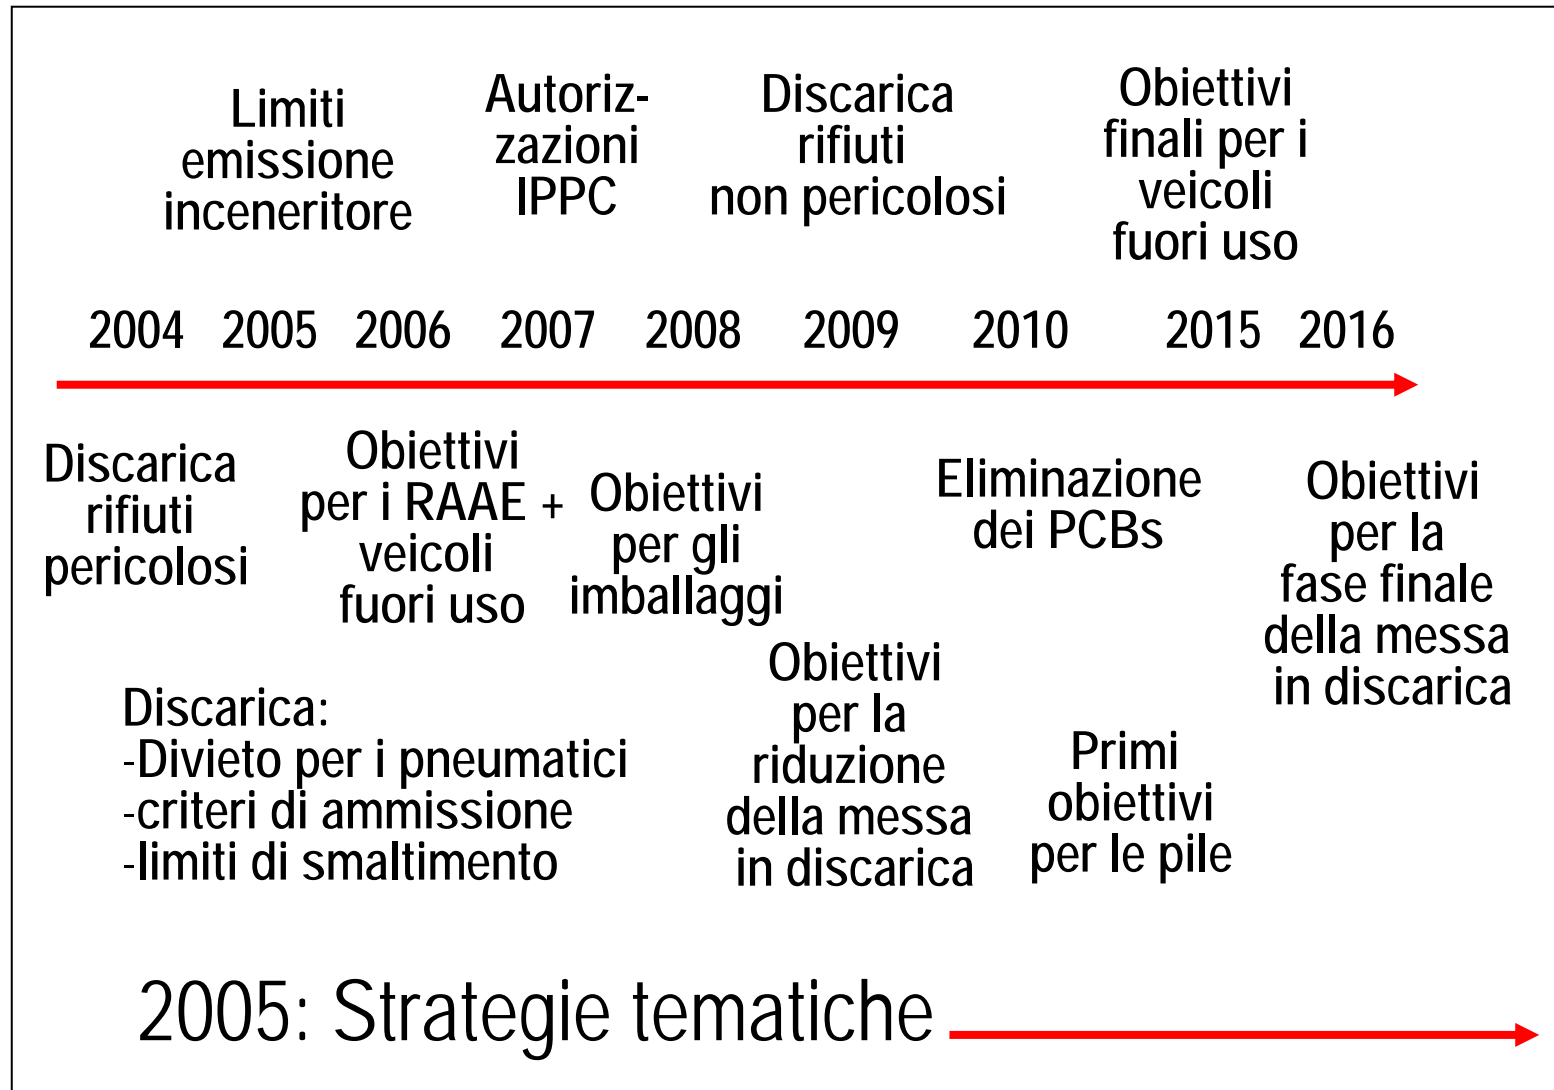 Limiti
emissione
inceneritore
Autoriz-
zazioni
IPPC
Discarica
rifiuti
non pericolosi
Obiettivi
finali per i
veicoli
fuori uso
2004 2005 2006 2007 2008 2009 2010 2015 2016
Discarica
rifiuti
pericolosi
Obiettivi
per i RAAE +
veicoli
fuori uso
Obiettivi
per gli
imballaggi
Eliminazione
dei PCBs
Obiettivi
per la
fase finale
della messa
in discarica
Discarica:
-Divieto per i pneumatici
-criteri di ammissione
-limiti di smaltimento
Obiettivi
per la
riduzione
della messa
in discarica
Primi
obiettivi
per le pile
2005: Strategie tematiche